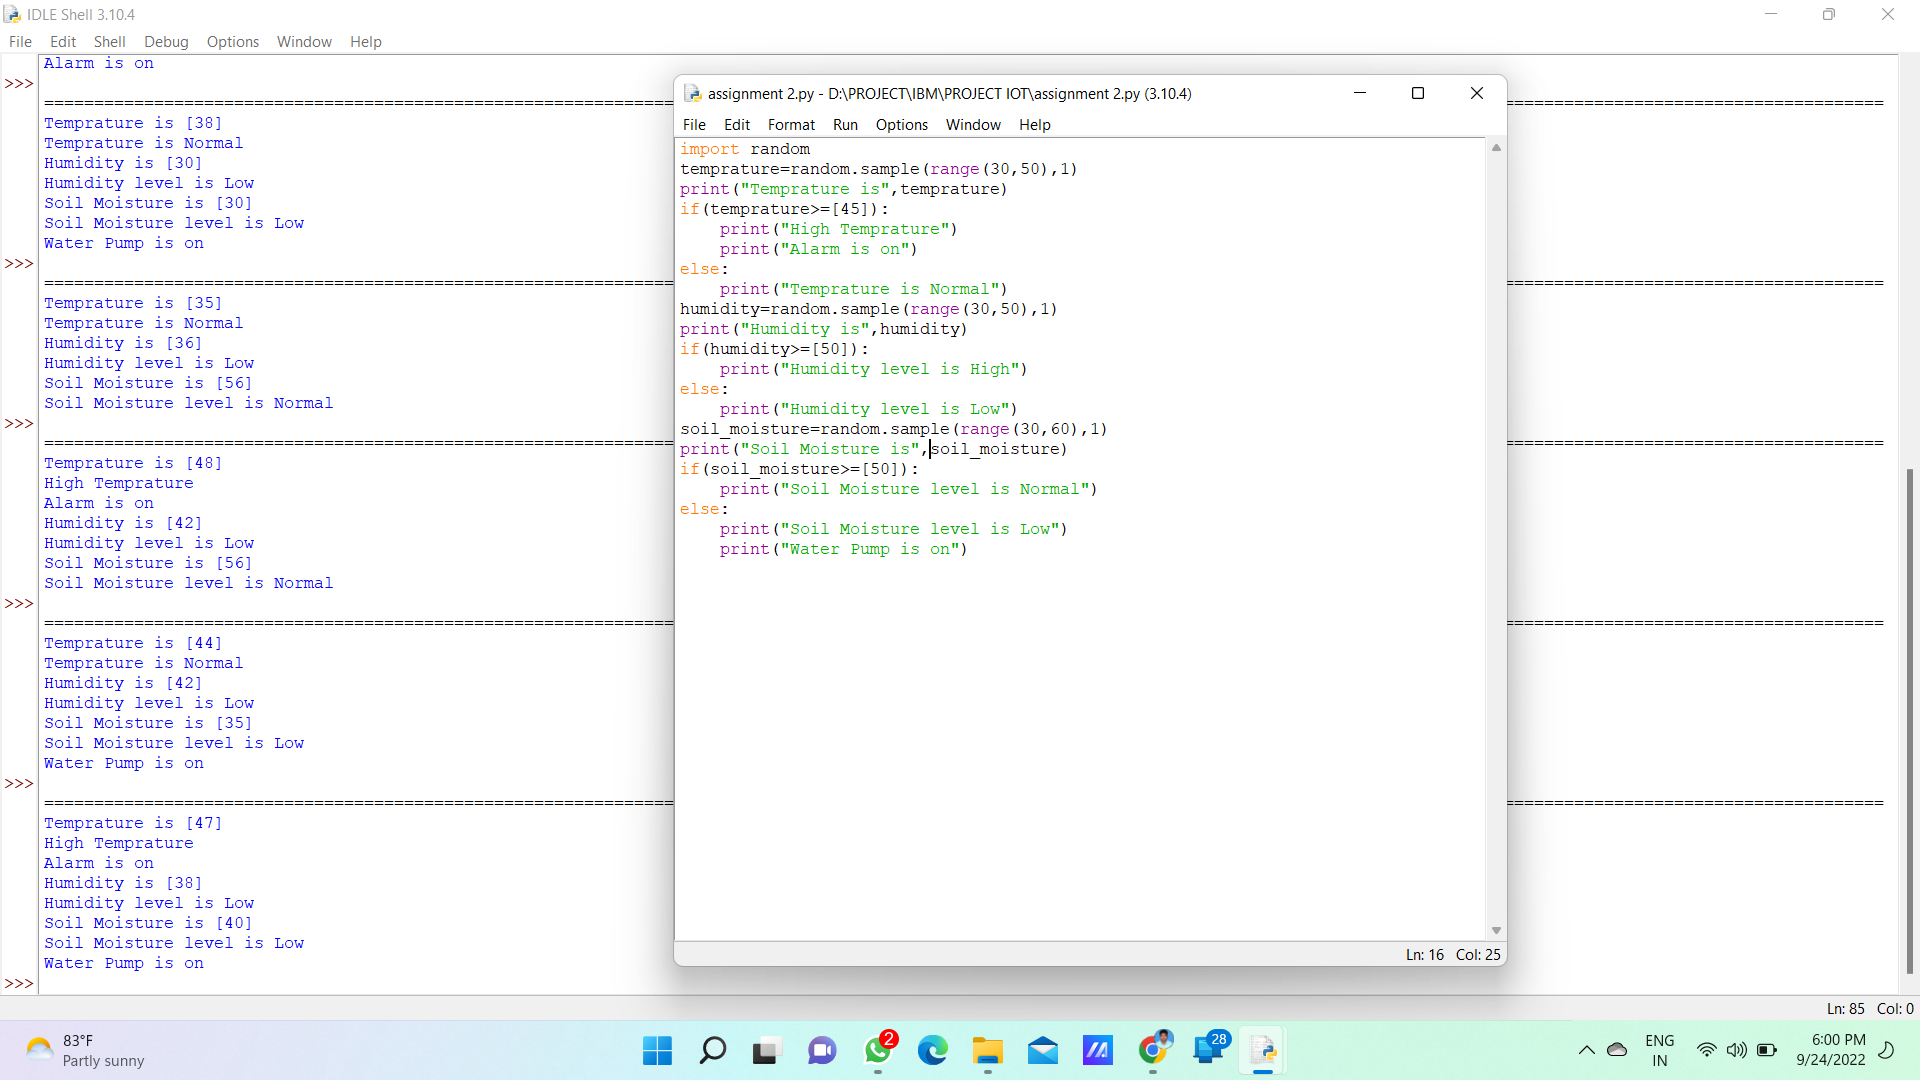 IDLE Shell 3.10.4
File Edit Shell Debug Options Window Help
Alarm is on
>>>
Temprature is [38]
Temprature is Normal
Humidity is [30]
Humidity level is Low
Soil Moisture is [30]
Soil Moisture level is Low
Water Pump is on
>>>
Temprature is [35]
Temprature is Normal
Humidity is [36]
Humidity level is Low
Soil Moisture is [56]
Soil Moisture level is Normal
>>>
Temprature is [48]
High Temprature
Alarm is on
Humidity is [42]
Humidity level is Low
Soil Moisture is [56]
Soil Moisture level is Normal
>>>
Temprature is [44]
Temprature is Normal
Humidity is [42]
Humidity level is Low
Soil Moisture is [35]
Soil Moisture level is Low
Water Pump is on
>>>
Temprature is [47]
High Temprature
Alarm is on
Humidity is [38]
Humidity level is Low
Soil Moisture is [40]
Soil Moisture level is Low
Water Pump is on
>>>
assignment 2.py - D:\PROJECT\IBM\PROJECT IOT\assignment 2.py (3.10.4)
File Edit Format Run Options Window Help
import random
temprature=random.sample(range(30,50),1)
print("Temprature is",temprature)
if(temprature>=[45]):
    print("High Temprature")
    print("Alarm is on")
else:
    print("Temprature is Normal")
humidity=random.sample(range(30,50),1)
print("Humidity is",humidity)
if(humidity>=[50]):
    print("Humidity level is High")
else:
    print("Humidity level is Low")
soil_moisture=random.sample(range(30,60),1)
print("Soil Moisture is",soil_moisture)
if(soil_moisture>=[50]):
    print("Soil Moisture level is Normal")
else:
    print("Soil Moisture level is Low")
    print("Water Pump is on")
Ln: 16 Col: 25
Ln: 85 Col: 0
83°F
Partly sunny
2
28
ENG
IN
6:00 PM
9/24/2022